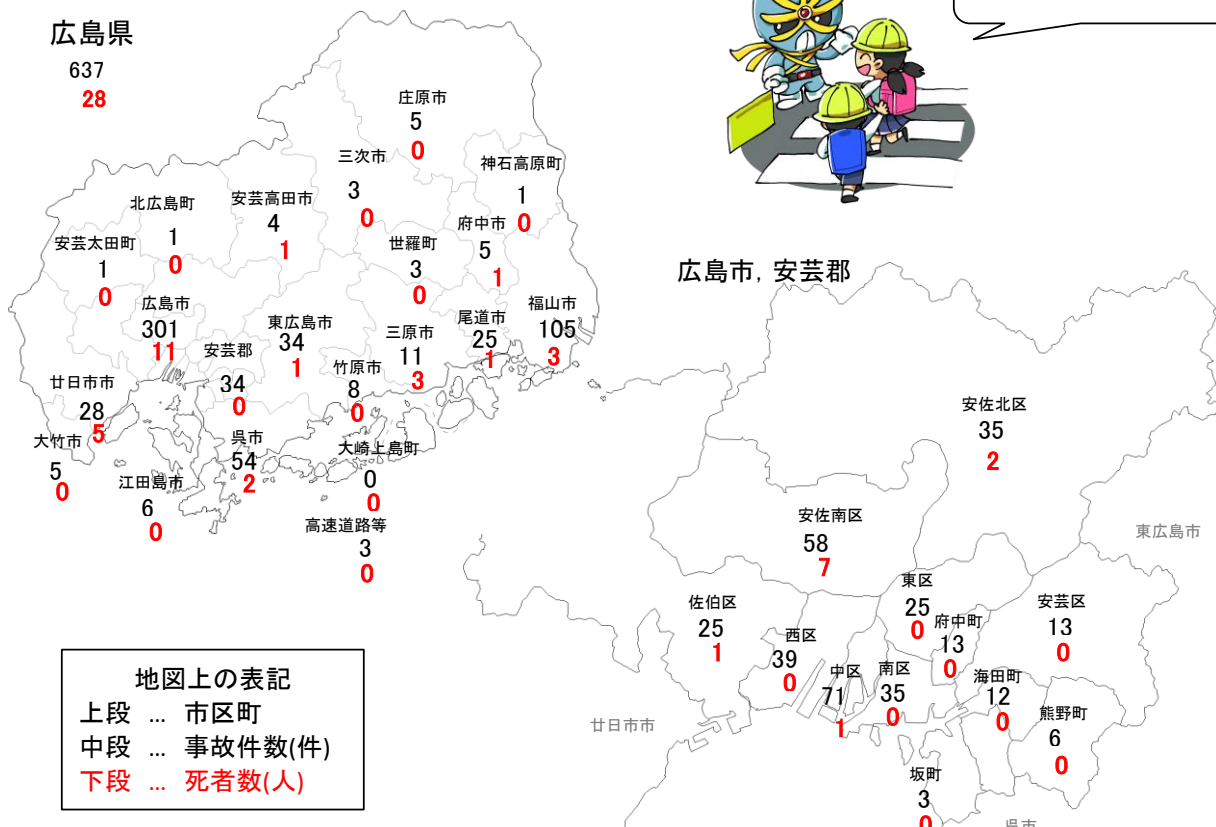 広島県
637
28
庄原市
5
0
三次市
3
0
神石高原町
1
0
北広島町
1
0
安芸高田市
4
1
府中市
5
1
安芸太田町
1
0
世羅町
3
0
広島市
301
11
東広島市
34
1
三原市
11
3
尾道市
25
1
福山市
105
3
安芸郡
34
0
竹原市
8
0
廿日市市
28
5
大竹市
5
0
呉市
54
2
大崎上島町
0
0
江田島市
6
0
高速道路等
3
0
地図上の表記
上段 … 市区町
中段 … 事故件数(件)
下段 … 死者数(人)
広島市,安芸郡
安佐北区
35
2
安佐南区
58
7
東広島市
東区
25
0
府中町
13
0
安芸区
13
0
佐伯区
25
1
西区
39
0
中区
71
1
南区
35
0
海田町
12
0
熊野町
6
0
廿日市市
坂町
3
0
呉市